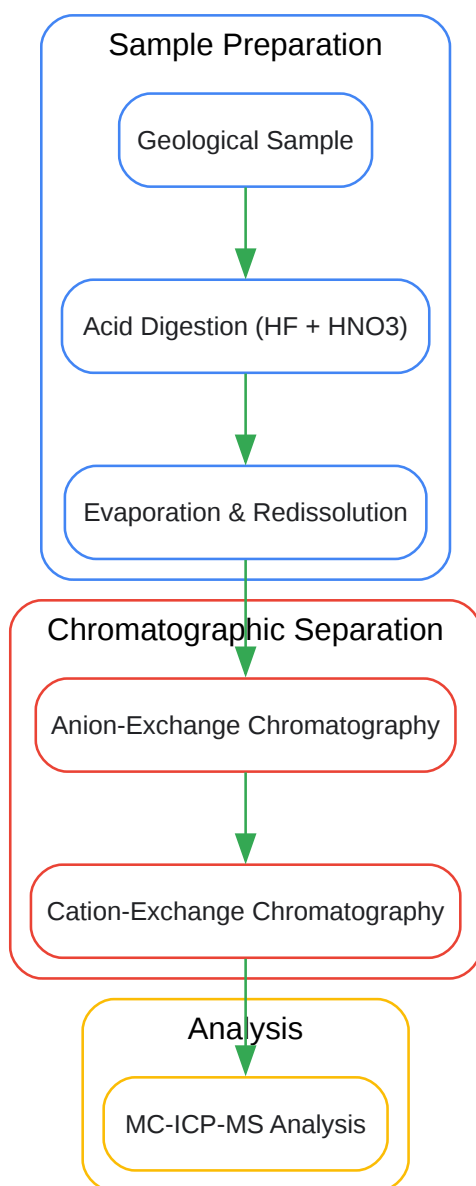 Sample Preparation
Geological Sample
Acid Digestion (HF + HNO3)
Evaporation & Redissolution
Chromatographic Separation
Anion-Exchange Chromatography
Cation-Exchange Chromatography
Analysis
MC-ICP-MS Analysis